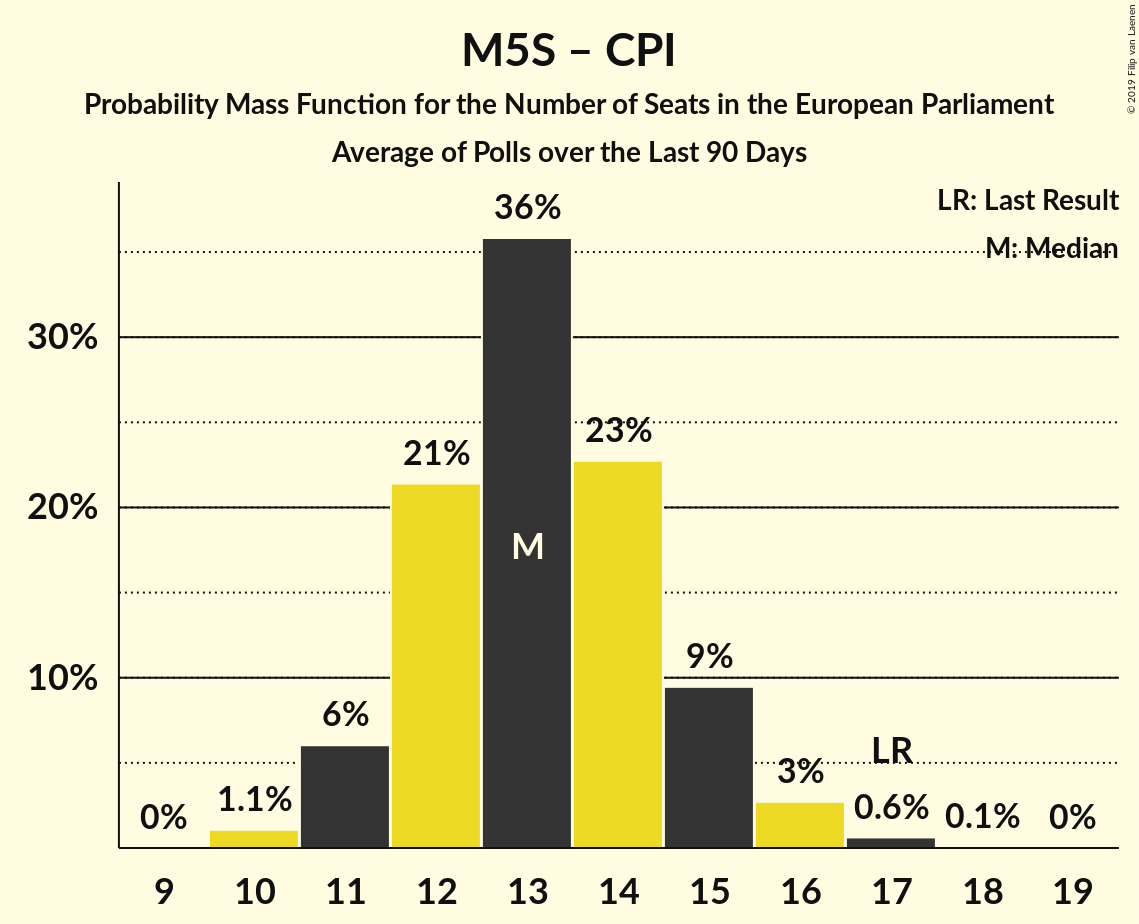 M5S – CPI
Probability Mass Function for the Number of Seats in the European Parliament
Average of Polls over the Last 90 Days
© 2019 Filip van Laenen
LR: Last Result
M: Median
36%
30%
23%
21%
20%
M
10%
9%
6%
LR
3%
1.1%
0.6%
0%
0.1%
0%
9 10 11 12 13 14 15 16 17 18 19